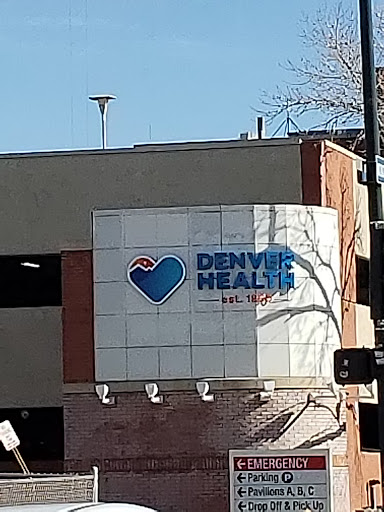 DENVER
HEALTH
est. 1860
EMERGENCY
Parking P
Pavilions A, B, C
Drop Off & Pick Up